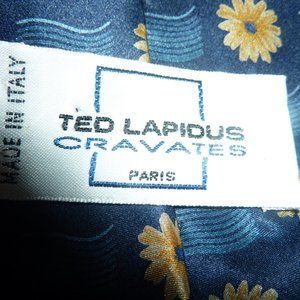 TED LAPIDUS
CRAVATES
PARIS
MADE IN ITALY